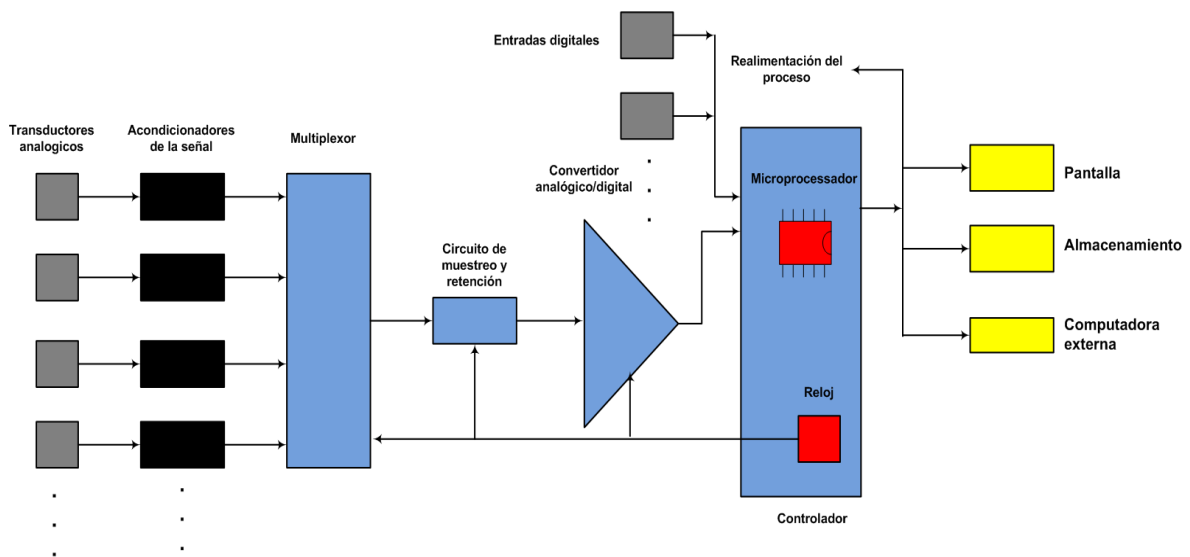 Entradas digitales
Realimentación del
proceso
Transductores
analogicos
Acondicionadores
de la señal
Multiplexor
Convertidor
analógico/digital
Microprocessador
Pantalla
Circuito de
muestreo y
retención
Almacenamiento
Computadora
externa
Reloj
Controlador